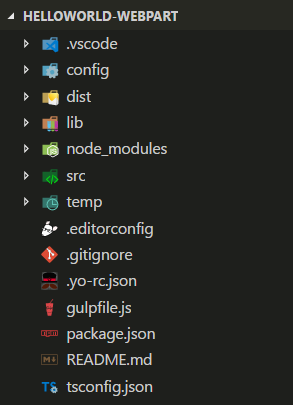 HELLOWORLD-WEBPART
.vscode
config
dist
lib
node_modules
src
temp
.editorconfig
.gitignore
.yo-rc.json
gulpfile.js
package.json
README.md
TS tsconfig.json